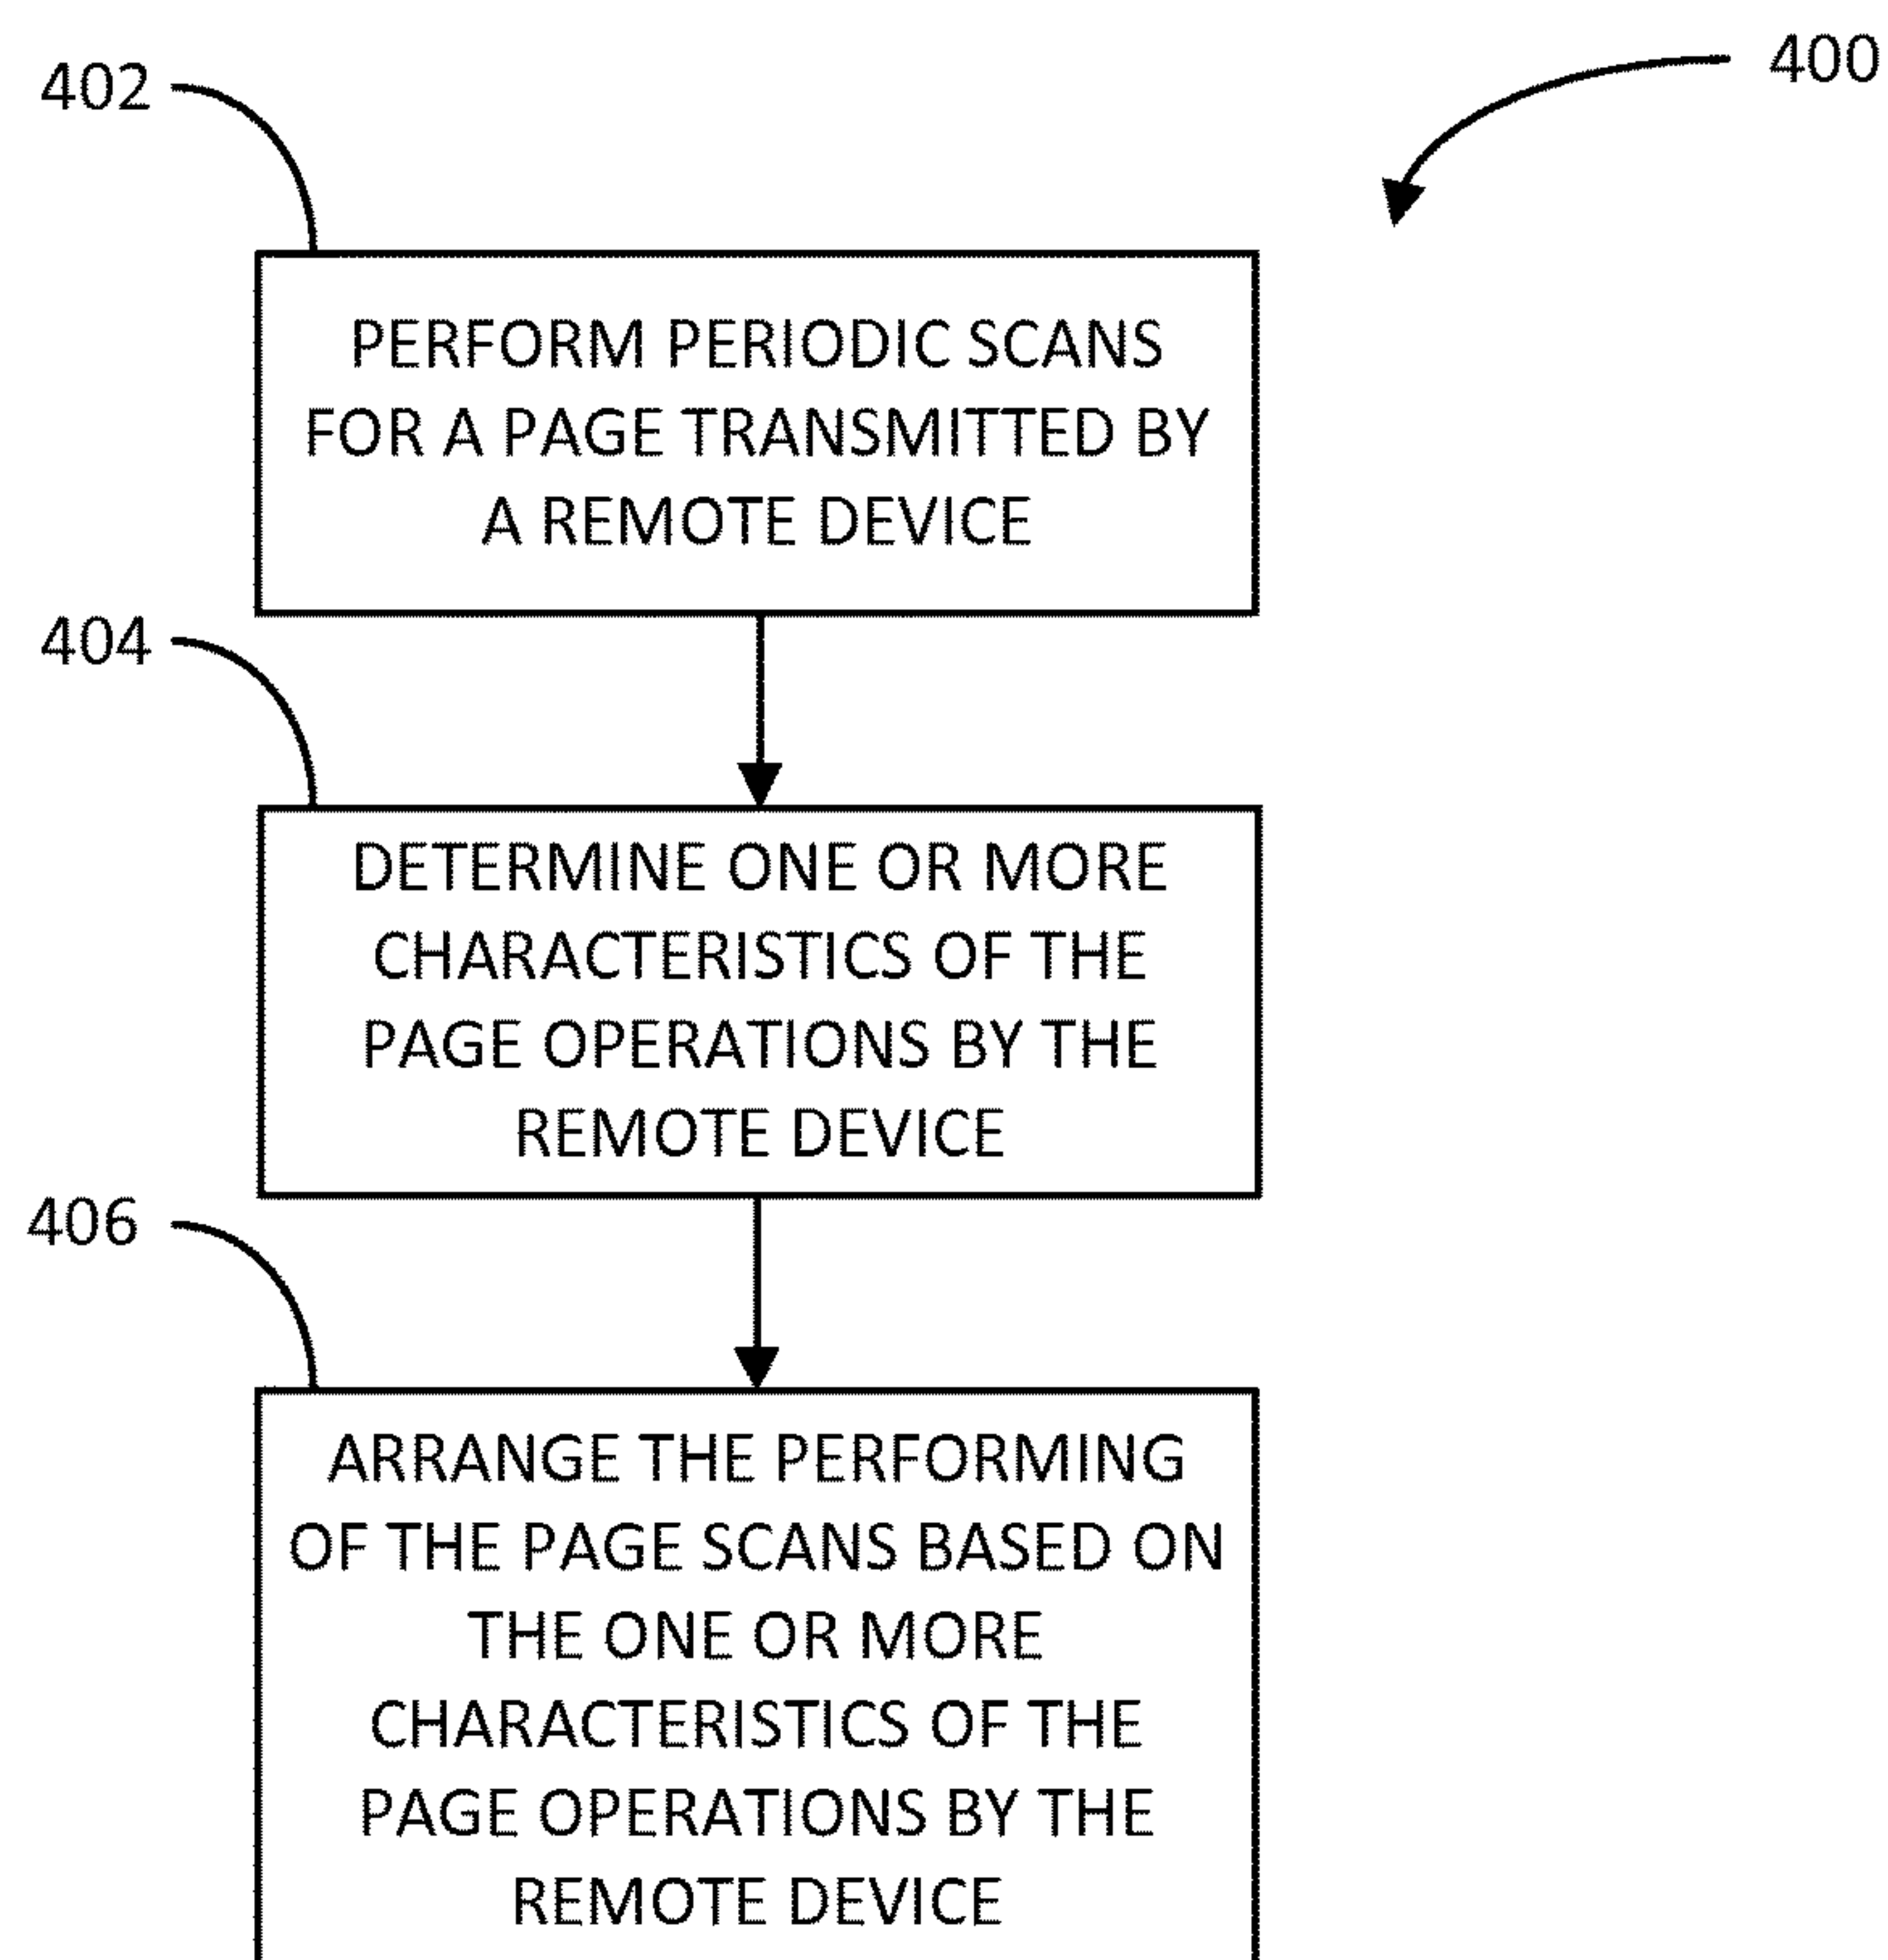 400
402
PERFORM PERIODIC SCANS
FOR A PAGE TRANSMITTED BY
A REMOTE DEVICE
404
DETERMINE ONE OR MORE
CHARACTERISTICS OF THE
PAGE OPERATIONS BY THE
REMOTE DEVICE
406
ARRANGE THE PERFORMING
OF THE PAGE SCANS BASED ON
THE ONE OR MORE
CHARACTERISTICS OF THE
PAGE OPERATIONS BY THE
REMOTE DEVICE